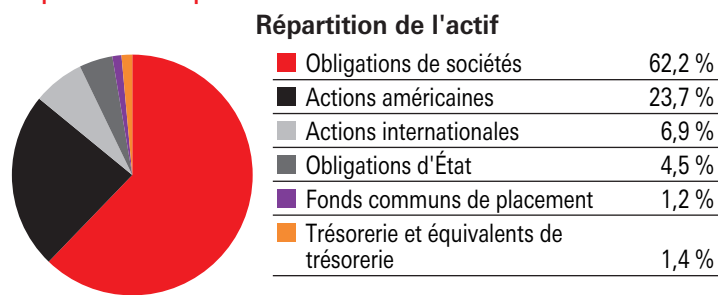 Répartition de l'actif
Obligations de sociétés 62,2 %
Actions américaines 23,7 %
Actions internationales 6,9 %
Obligations d'État 4,5 %
Fonds communs de placement 1,2 %
Trésorerie et équivalents de
trésorerie 1,4 %